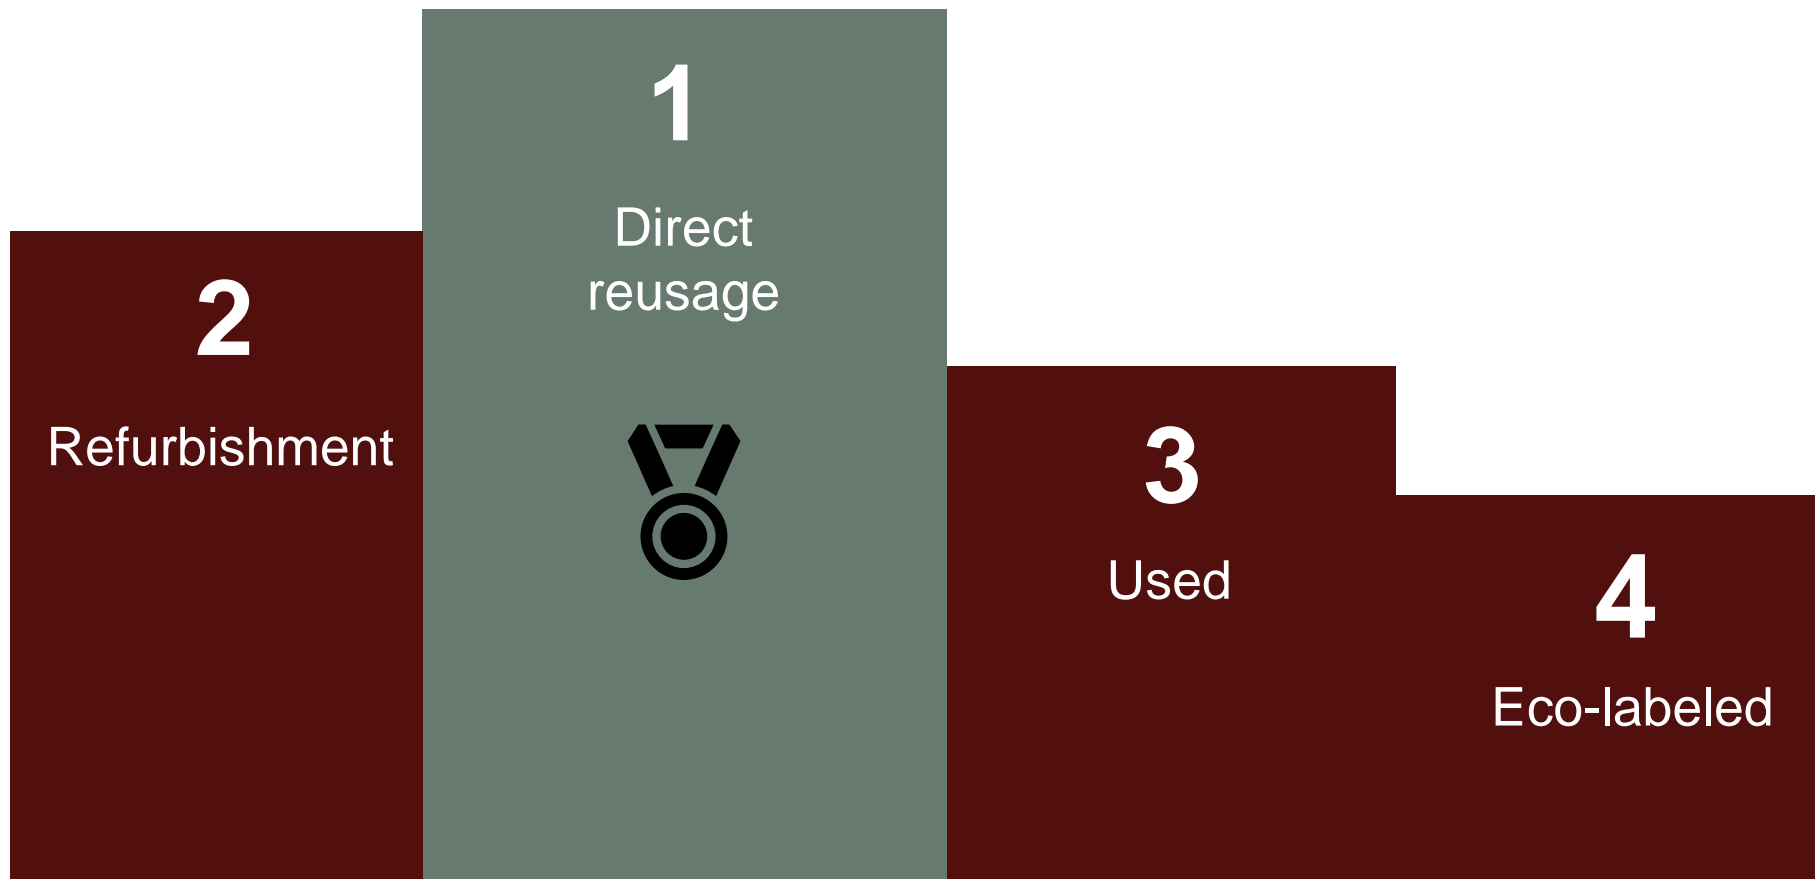 1
Direct
reusage
2
Refurbishment
3
Used
4
Eco-labeled